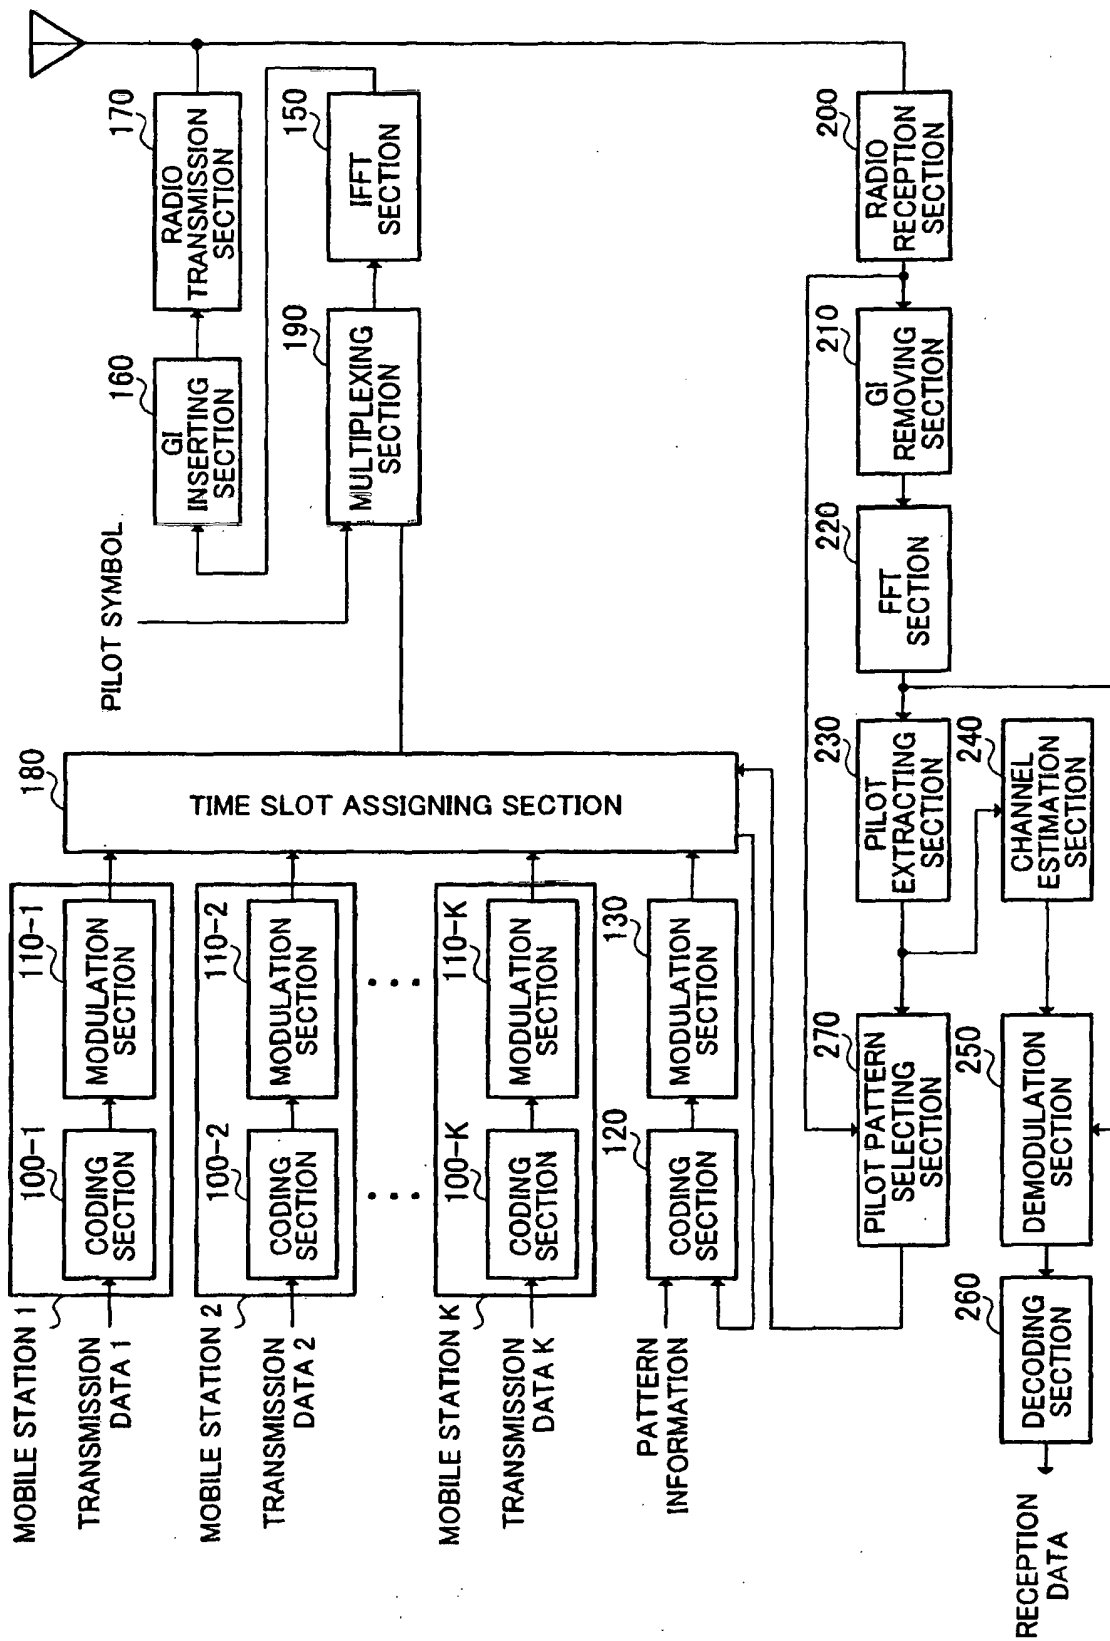 MOBILE STATION 1
TRANSMISSION
DATA 1
100-1
CODING
SECTION
110-1
MODULATION
SECTION
MOBILE STATION 2
TRANSMISSION
DATA 2
100-2
CODING
SECTION
110-2
MODULATION
SECTION
MOBILE STATION K
TRANSMISSION
DATA K
100-K
CODING
SECTION
110-K
MODULATION
SECTION
PATTERN
INFORMATION
120
CODING
SECTION
130
MODULATION
SECTION
180
TIME SLOT ASSIGNING SECTION
PILOT SYMBOL
160
GI
INSERTING
SECTION
170
RADIO
TRANSMISSION
SECTION
190
MULTIPLEXING
SECTION
150
IFFT
SECTION
270
PILOT PATTERN
SELECTING
SECTION
230
PILOT
EXTRACTING
SECTION
220
FFT
SECTION
210
GI
REMOVING
SECTION
200
RADIO
RECEPTION
SECTION
RECEPTION
DATA
260
DECODING
SECTION
250
DEMODULATION
SECTION
240
CHANNEL
ESTIMATION
SECTION